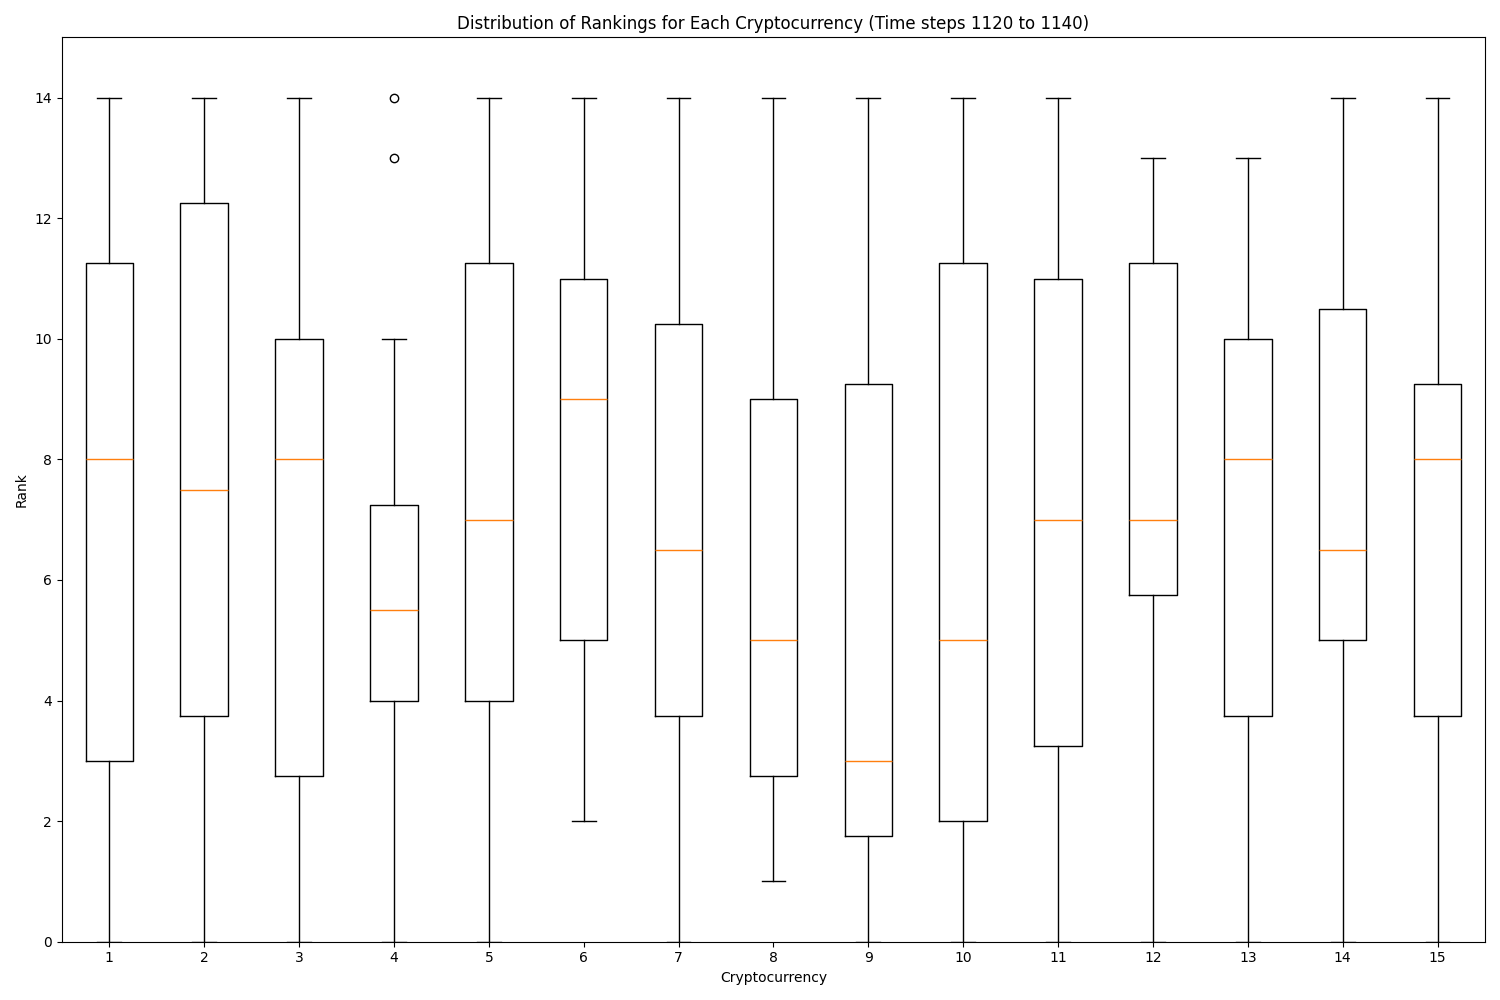 Distribution of Rankings for Each Cryptocurrency (Time steps 1120 to 1140)
Rank
14
12
10
8
6
4
2
0
1 2 3 4 5 6 7 8 9 10 11 12 13 14 15
Cryptocurrency